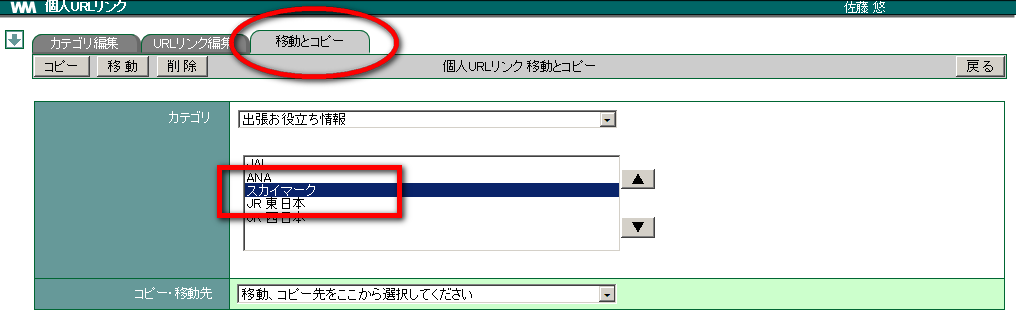 WM 個人URLリンク 佐藤 悠
カテゴリ編集 URLリンク編集 移動とコピー
コピー 移動 削除 個人URLリンク 移動とコピー 戻る
カテゴリ 出張お役立ち情報
JAL
ANA
スカイマーク
JR 東日本
JR 西日本
コピー・移動先 移動、コピー先をここから選択してください